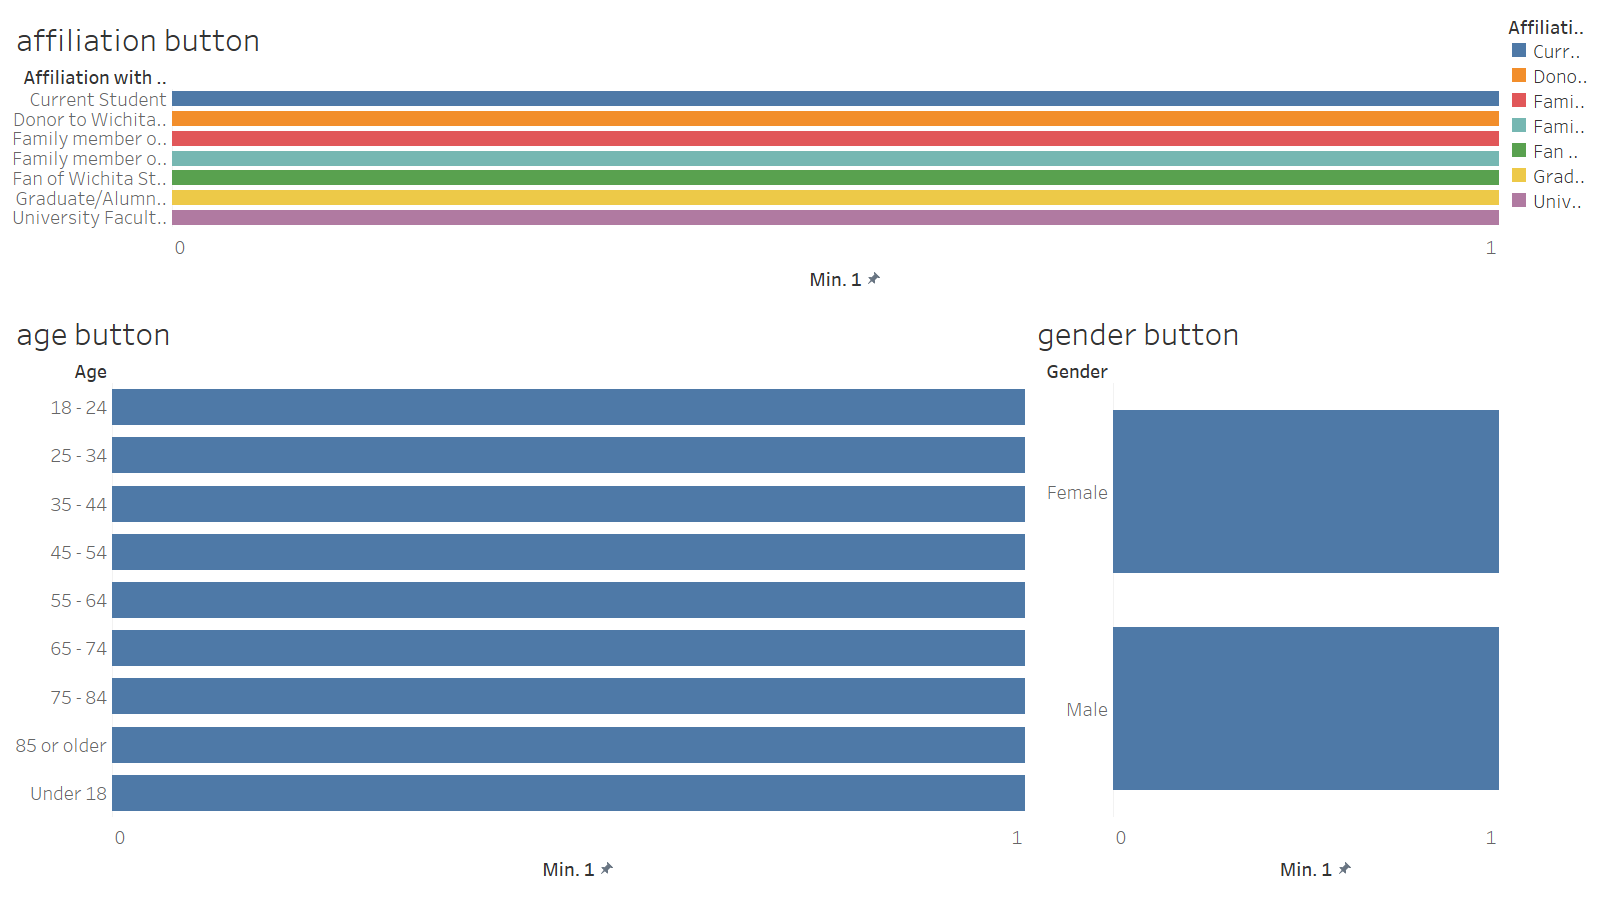 affiliation button
Affiliation with ..
Current Student
Donor to Wichita..
Family member o..
Family member o..
Fan of Wichita St..
Graduate/Alumn..
University Facult..
0 1
Min. 1
Affiliati..
Curr..
Dono..
Fami..
Fami..
Fan ..
Grad..
Univ..
age button
Age
18 - 24
25 - 34
35 - 44
45 - 54
55 - 64
65 - 74
75 - 84
85 or older
Under 18
0 1
Min. 1
gender button
Gender
Female
Male
0 1
Min. 1